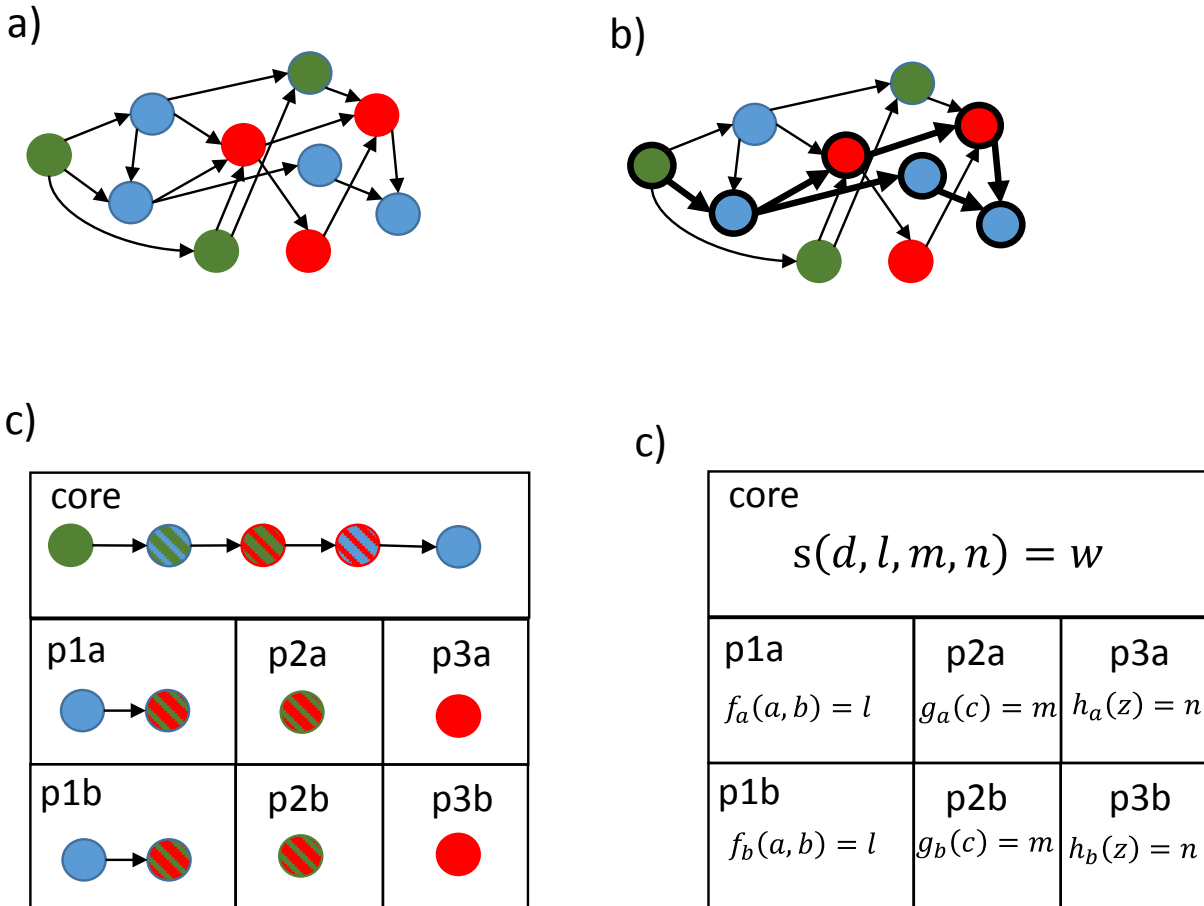 a)
b)
c)
core
p1a
p2a
p3a
p1b
p2b
p3b
c)
core
s(d, l, m, n) = w
p1a
p2a
p3a
f_a(a, b) = l
g_a(c) = m
h_a(z) = n
p1b
p2b
p3b
f_b(a, b) = l
g_b(c) = m
h_b(z) = n